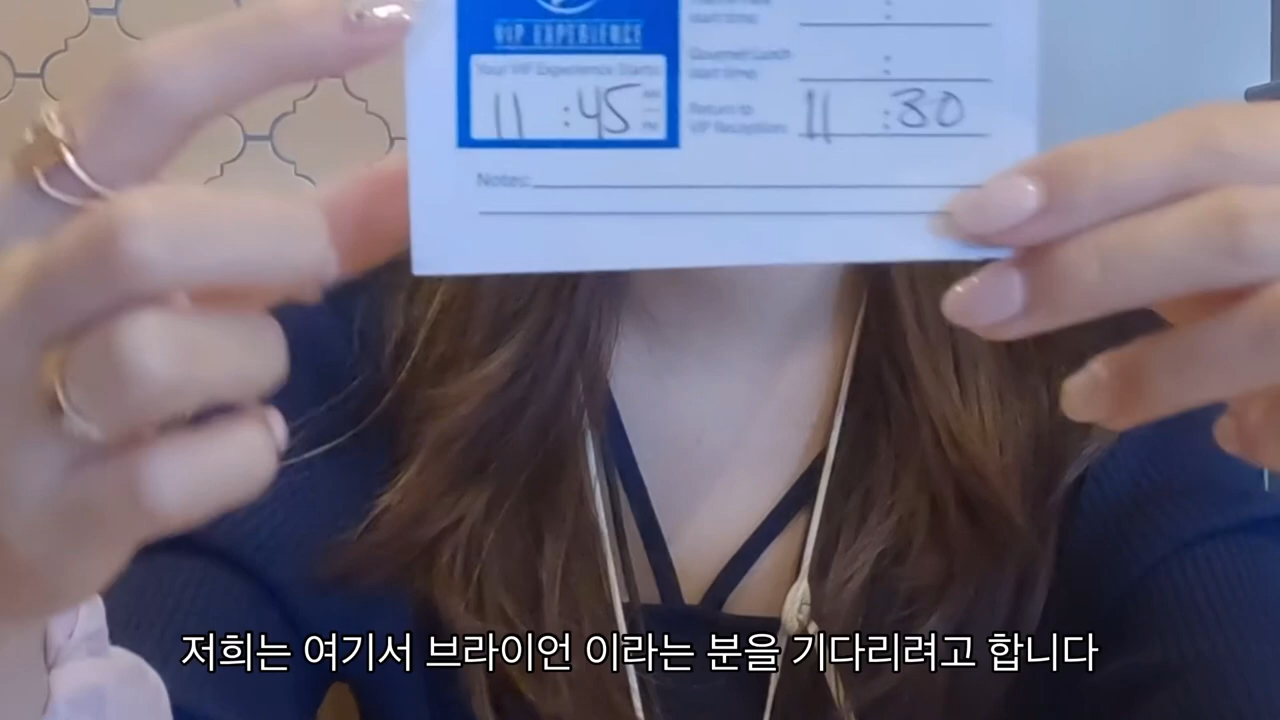 VIP EXPERIENCE
Your VIP Experience Starts
11 : 45
start time
:
Gourmet Lunch
start time
:
Return to
VIP Reception
11 : 30
Notes:
저희는 여기서 브라이언 이라는 분을 기다리려고 합니다